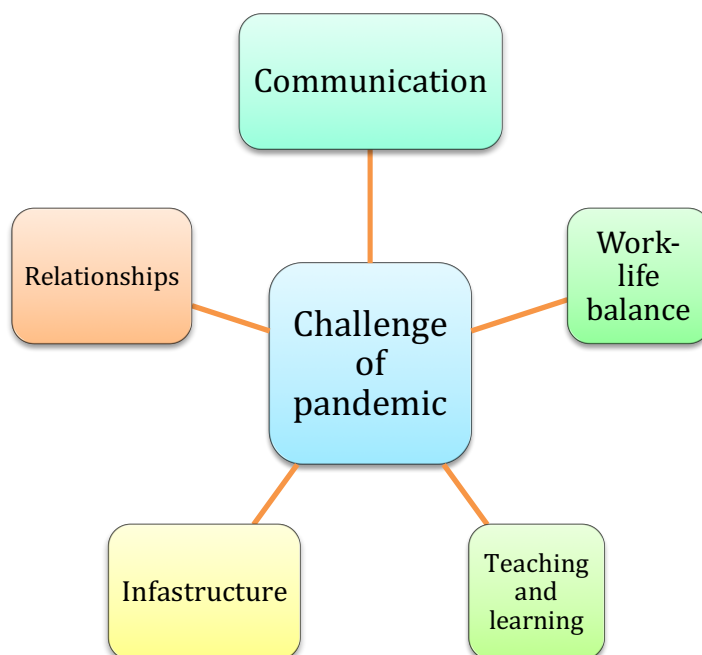 Communication
Relationships
Work-
life
balance
Challenge
of
pandemic
Infastructure
Teaching
and
learning